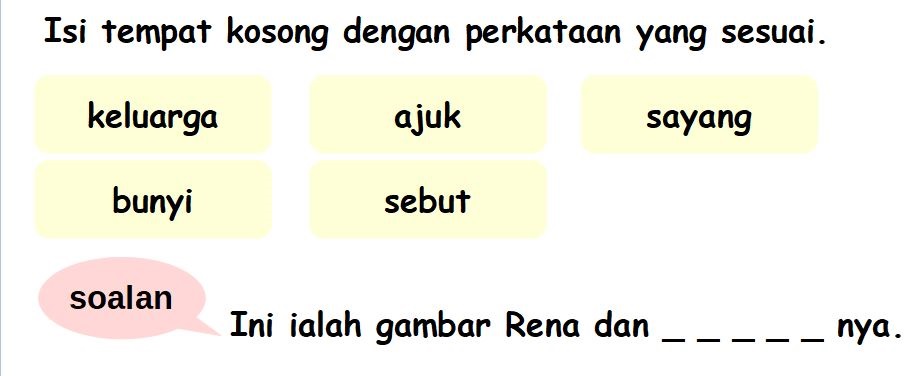 Isi tempat kosong dengan perkataan yang sesuai.
keluarga ajuk sayang
bunyi sebut
soalan
Ini ialah gambar Rena dan _ _ _ _ _ nya.